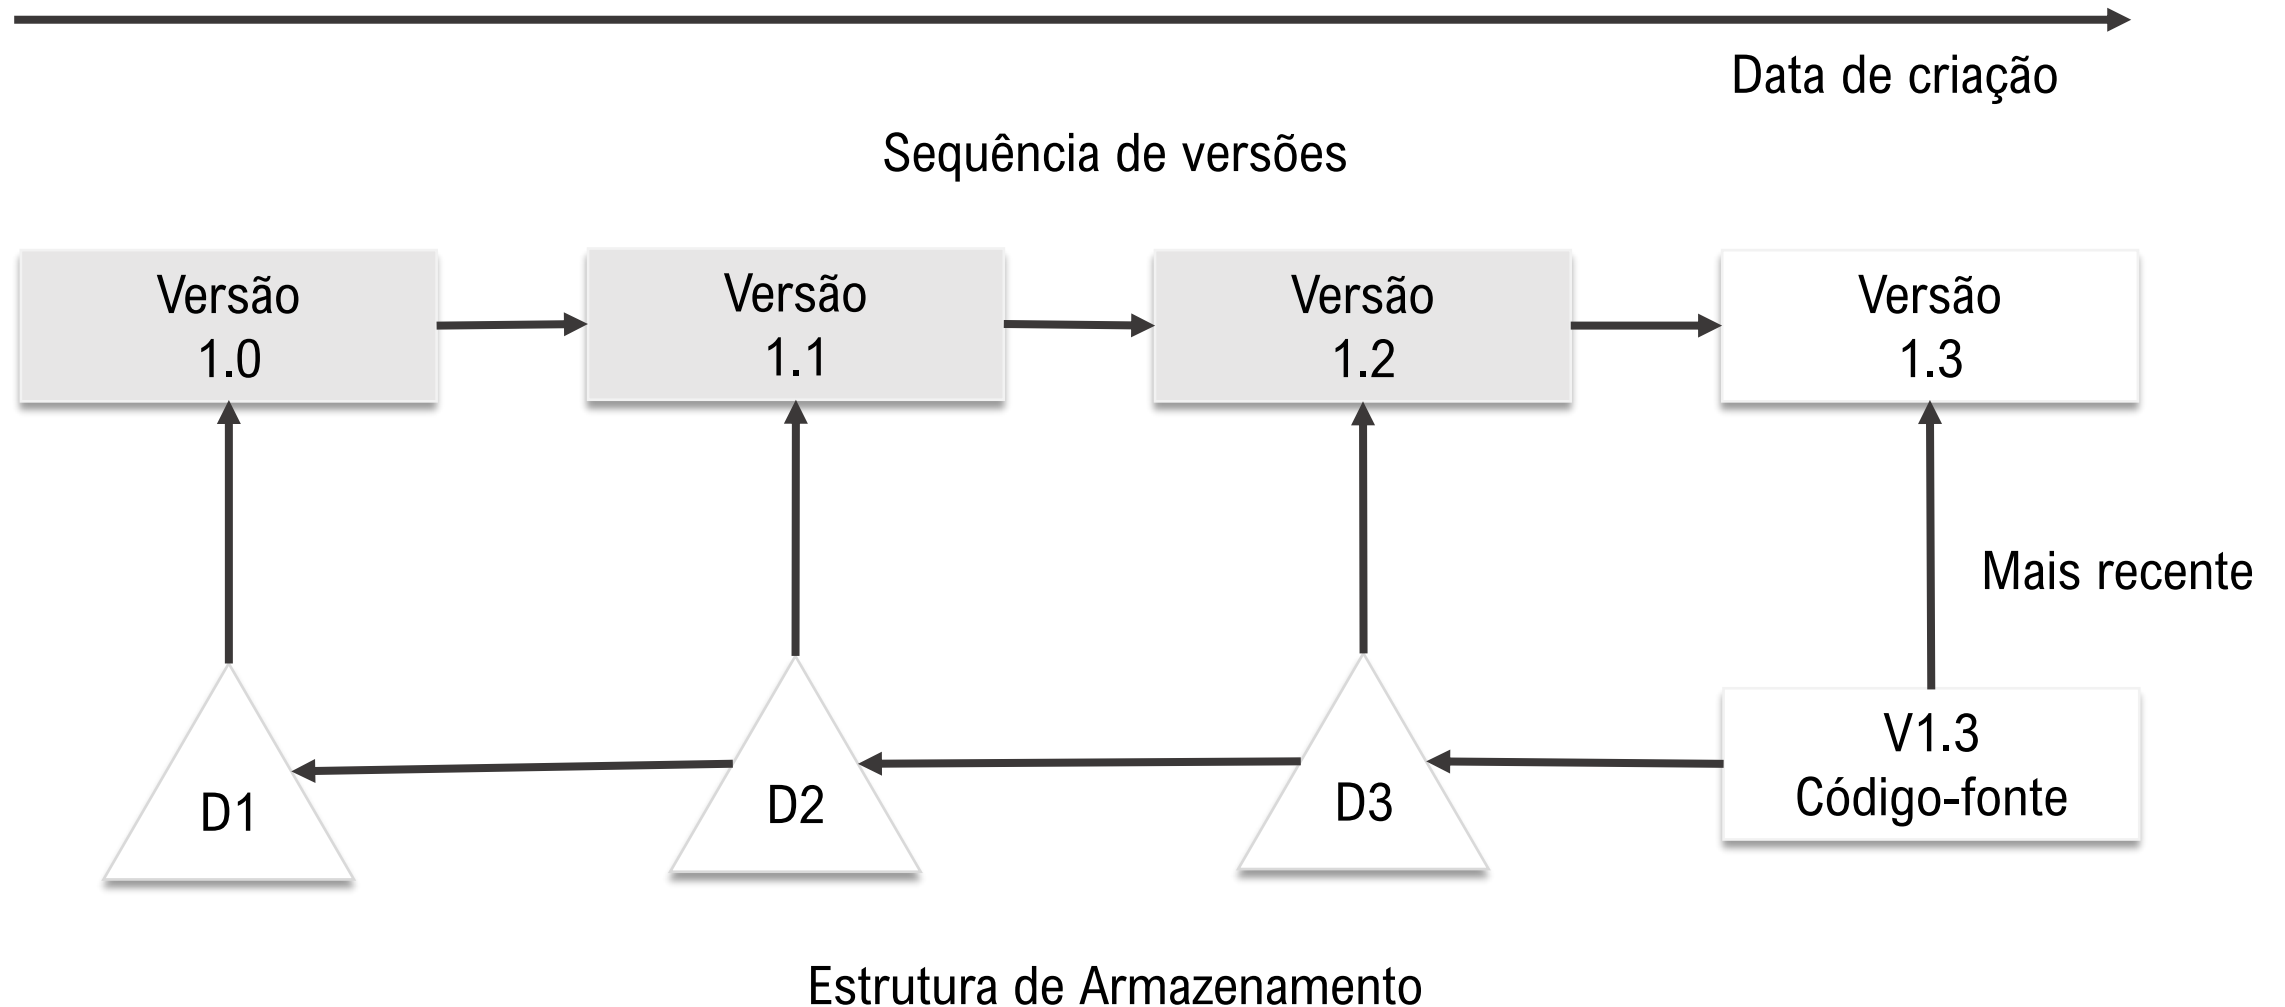 Data de criação
Sequência de versões
Versão
1.0
Versão
1.1
Versão
1.2
Versão
1.3
Mais recente
D1
D2
D3
V1.3
Código-fonte
Estrutura de Armazenamento